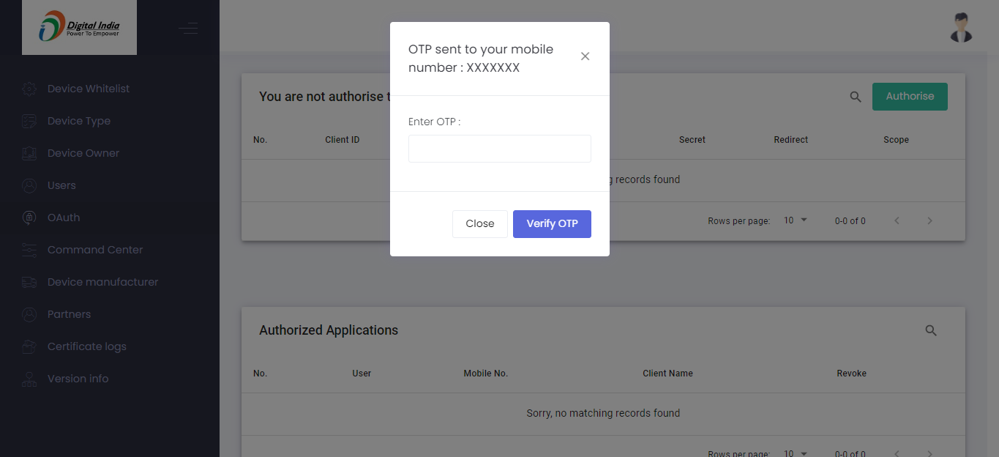 Digital India
Power To Empower
Device Whitelist
Device Type
Device Owner
Users
OAuth
Command Center
Device manufacturer
Partners
Certificate logs
Version info
OTP sent to your mobile
number : XXXXXXX
Enter OTP :
Close
Verify OTP
You are not authorise
Authorise
No.
Client ID
Secret
Redirect
Scope
records found
Rows per page:
10
0-0 of 0
Authorized Applications
No.
User
Mobile No.
Client Name
Revoke
Sorry, no matching records found
Rows per page:
10
0-0 of 0